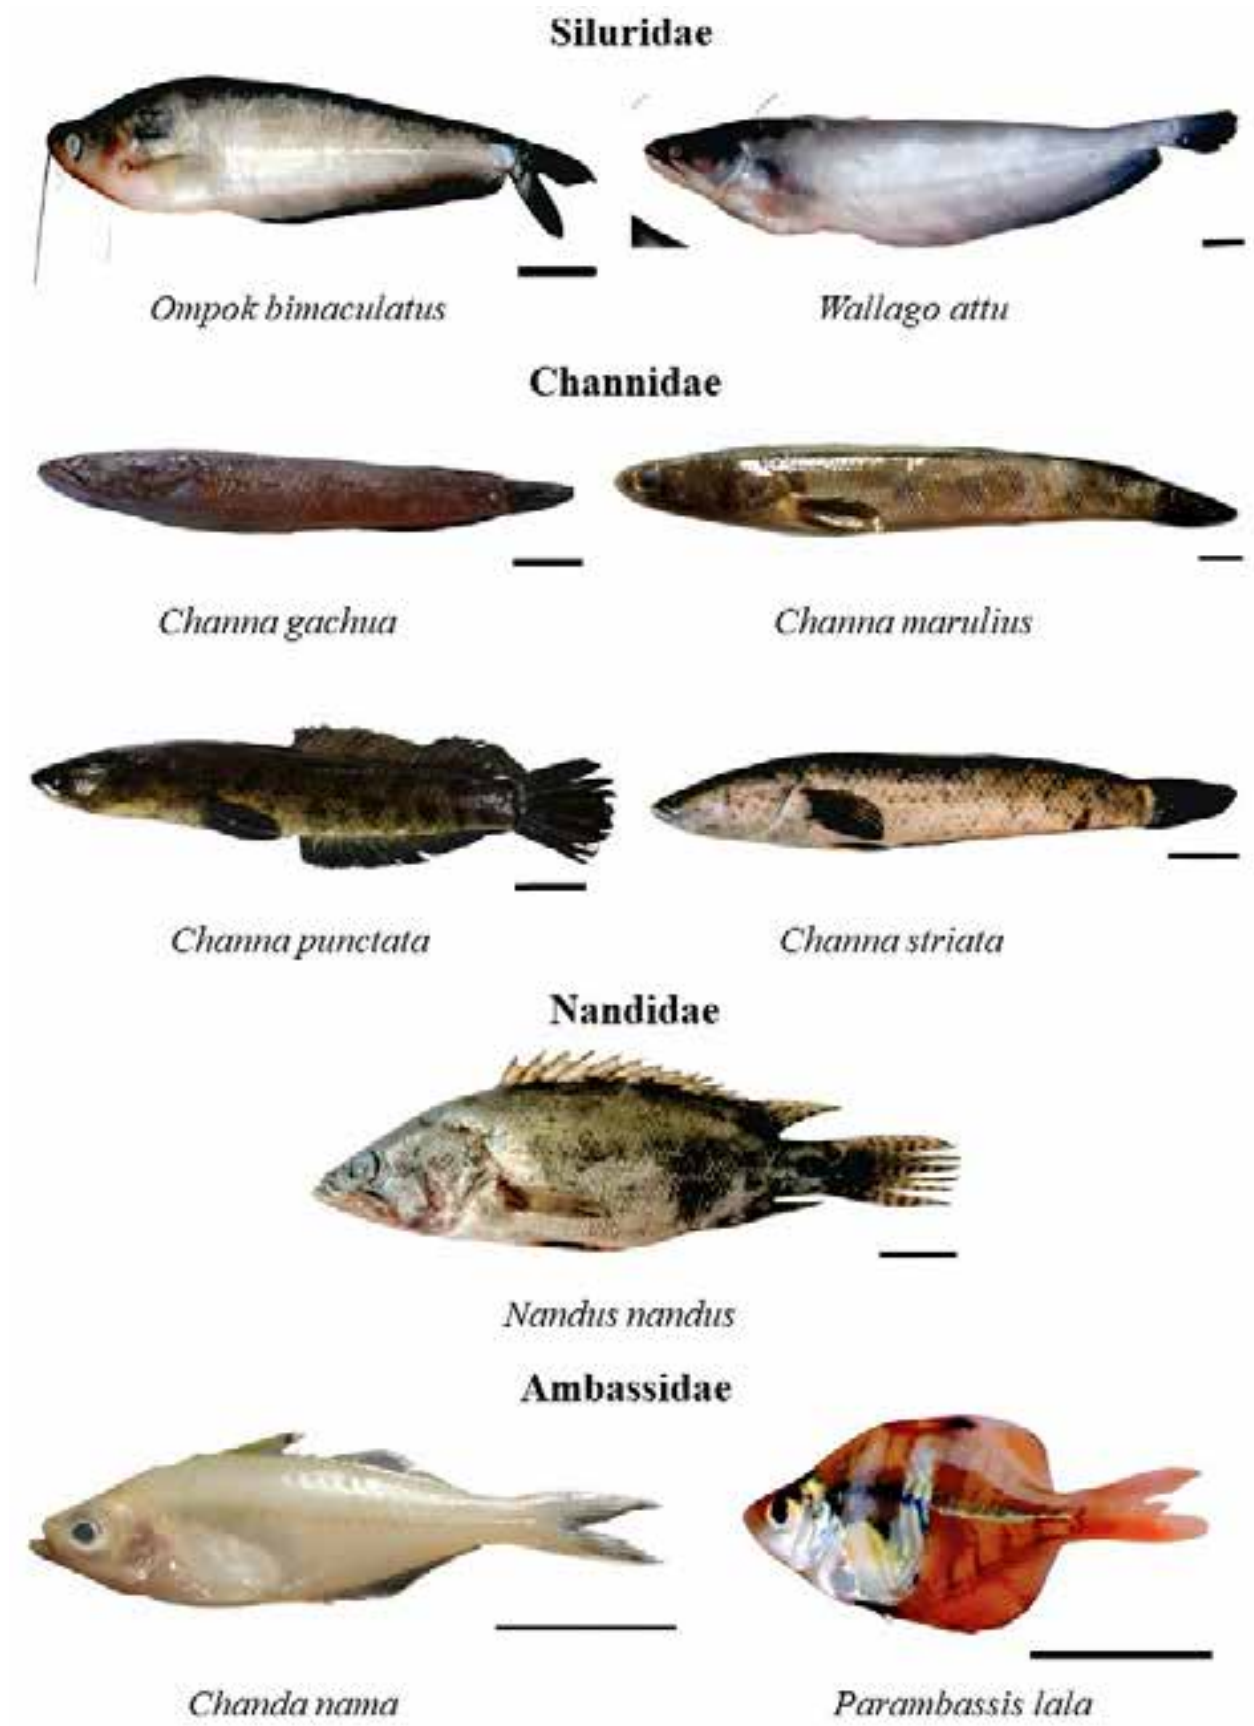 Siluridae
Ompok bimaculatus
Wallago attu
Channidae
Channa gachua
Channa marulius
Channa punctata
Channa striata
Nandidae
Nandus nandus
Ambassidae
Chanda nama
Parambassis lala